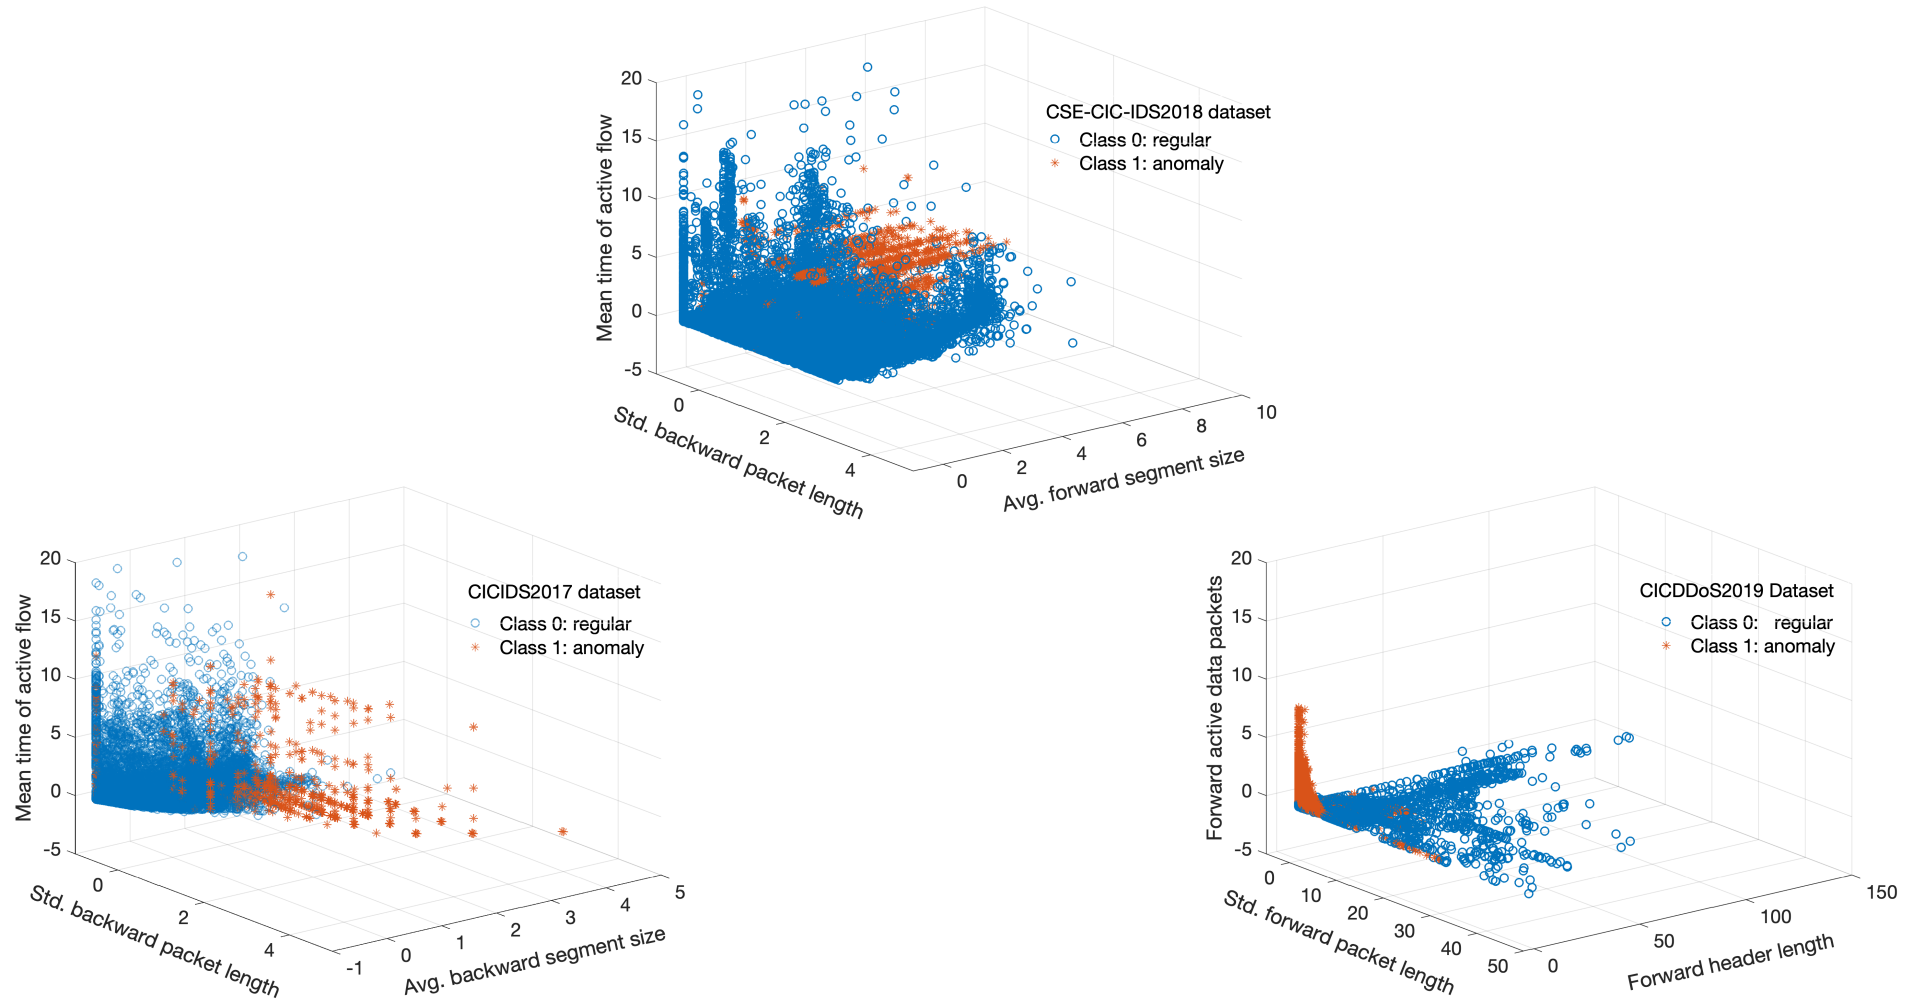 CSE-CIC-IDS2018 dataset
Class 0: regular
Class 1: anomaly
Mean time of active flow
20
15
10
5
0
-5
0
2
4
Std. backward packet length
0
2
4
6
8
10
Avg. forward segment size
CICIDS2017 dataset
Class 0: regular
Class 1: anomaly
Mean time of active flow
20
15
10
5
0
-5
0
2
4
Std. backward packet length
-1
0
1
2
3
4
5
Avg. backward segment size
CICDDoS2019 Dataset
Class 0: regular
Class 1: anomaly
Forward active data packets
20
15
10
5
0
-5
0
10
20
30
40
50
Std. forward packet length
0
50
100
150
Forward header length